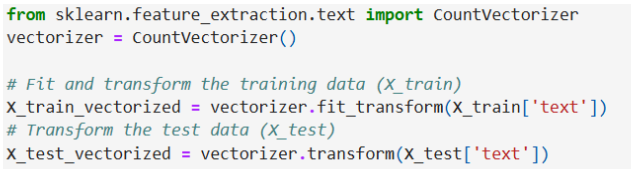 from sklearn.feature_extraction.text import CountVectorizer
vectorizer = CountVectorizer()
# Fit and transform the training data (X_train)
X_train_vectorized = vectorizer.fit_transform(X_train['text'])
# Transform the test data (X_test)
X_test_vectorized = vectorizer.transform(X_test['text'])